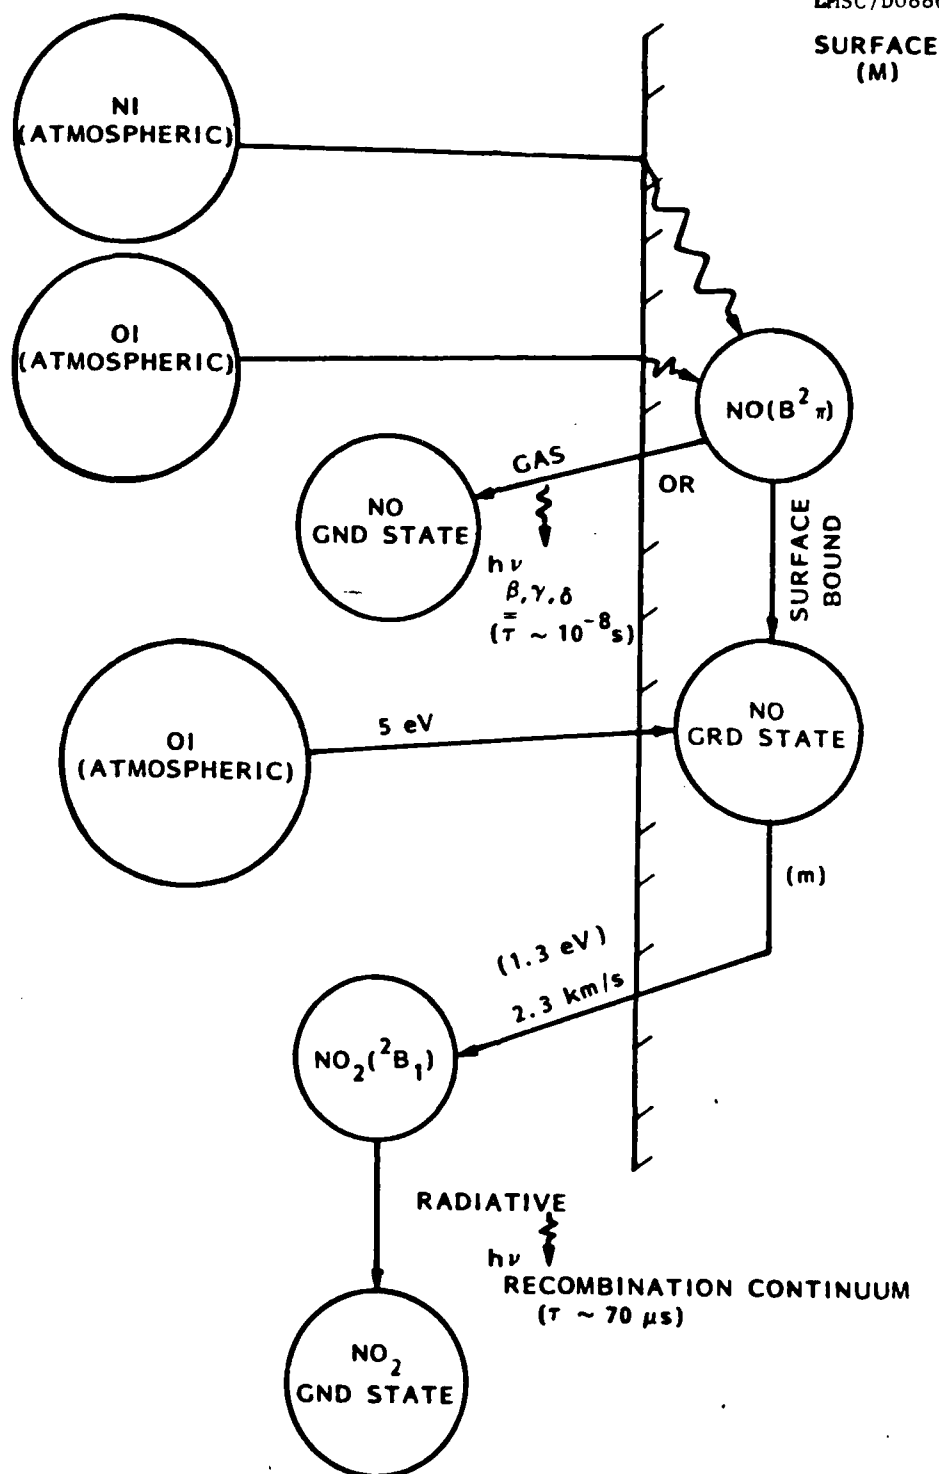 SURFACE
(M)
NI
(ATMOSPHERIC)
OI
(ATMOSPHERIC)
NO(B²π)
GAS
OR
NO
GND STATE
hν
β,γ,δ
(τ ~ 10⁻⁸s)
SURFACE
BOUND
5 eV
OI
(ATMOSPHERIC)
NO
GRD STATE
(m)
(1.3 eV)
2.3 km/s
NO₂(²B₁)
RADIATIVE
hν
RECOMBINATION CONTINUUM
(τ ~ 70 μs)
NO₂
GND STATE